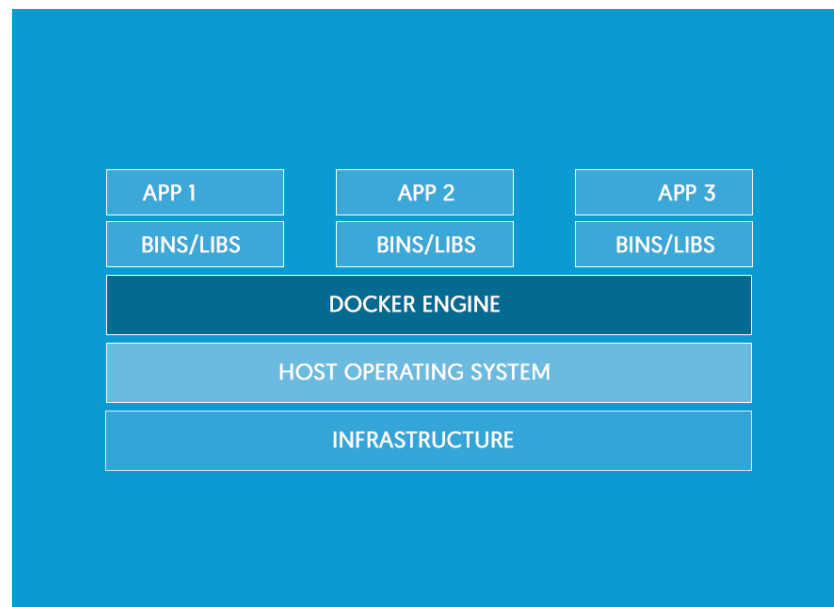 APP 1 APP 2 APP 3
BINS/LIBS BINS/LIBS BINS/LIBS
DOCKER ENGINE
HOST OPERATING SYSTEM
INFRASTRUCTURE